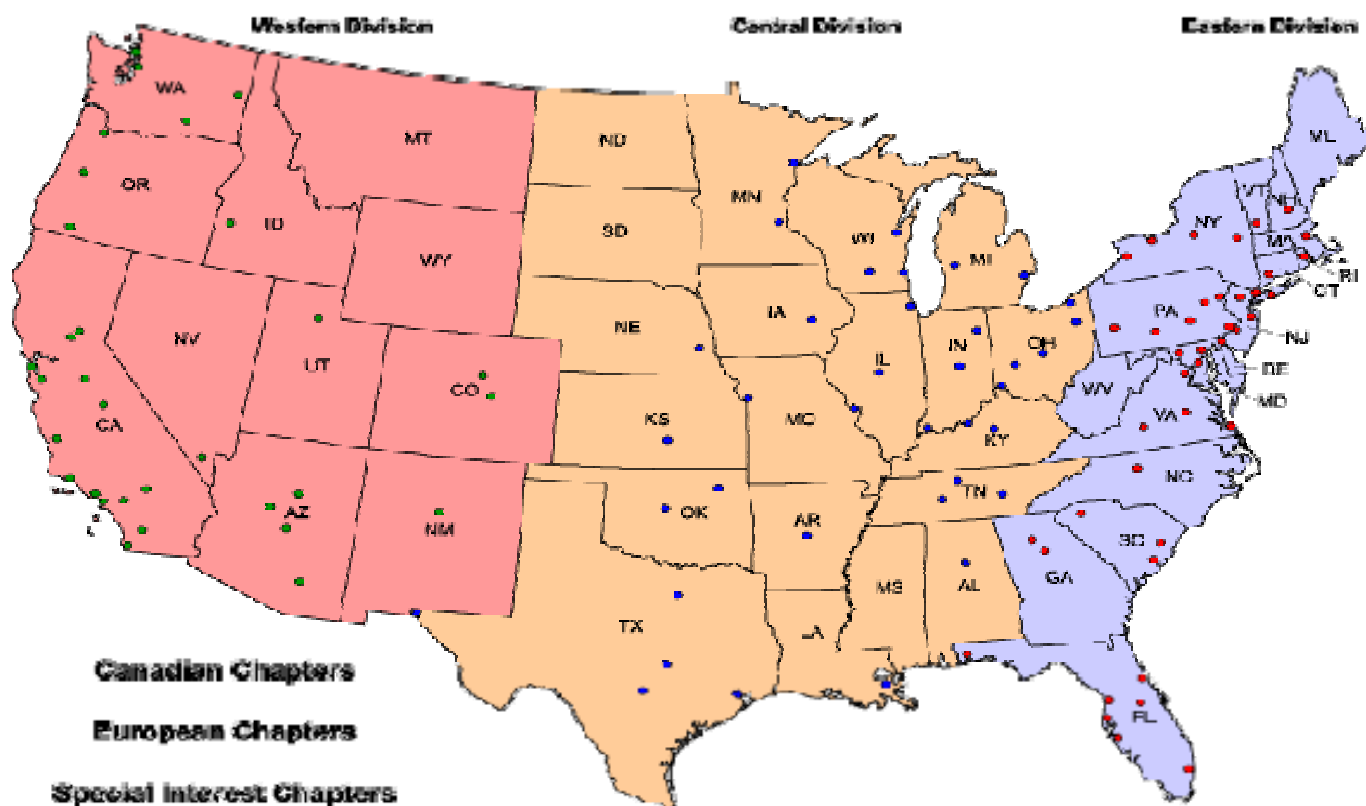 Western Division
Central Division
Eastern Division
WA
MT
ND
MN
ML
OR
ID
SD
WI
VT
NH
NY
MA
WY
MI
RI
CT
IA
PA
NV
UT
NE
IL
IN
OH
NJ
CO
DE
WV
MD
CA
KS
MO
VA
KY
AZ
NM
OK
AR
TN
NC
SC
MS
AL
GA
TX
LA
FL
Canadian Chapters
European Chapters
Special Interest Chapters